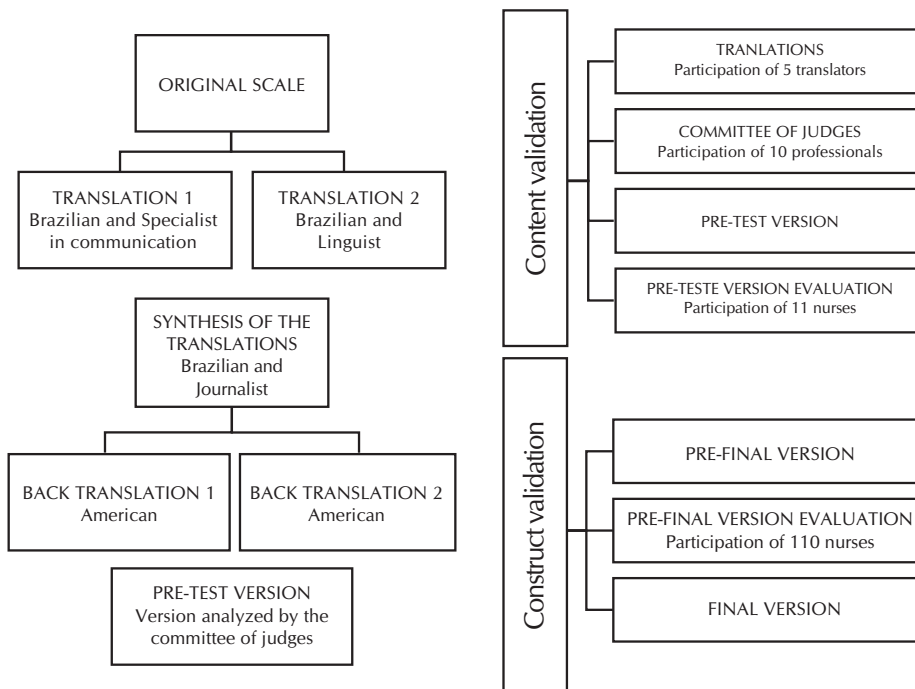 ORIGINAL SCALE
TRANSLATION 1
Brazilian and Specialist
in communication
TRANSLATION 2
Brazilian and
Linguist
SYNTHESIS OF THE
TRANSLATIONS
Brazilian and
Journalist
BACK TRANSLATION 1
American
BACK TRANSLATION 2
American
PRE-TEST VERSION
Version analyzed by the
committee of judges
Content validation
TRANLATIONS
Participation of 5 translators
COMMITTEE OF JUDGES
Participation of 10 professionals
PRE-TEST VERSION
PRE-TESTE VERSION EVALUATION
Participation of 11 nurses
Construct validation
PRE-FINAL VERSION
PRE-FINAL VERSION EVALUATION
Participation of 110 nurses
FINAL VERSION